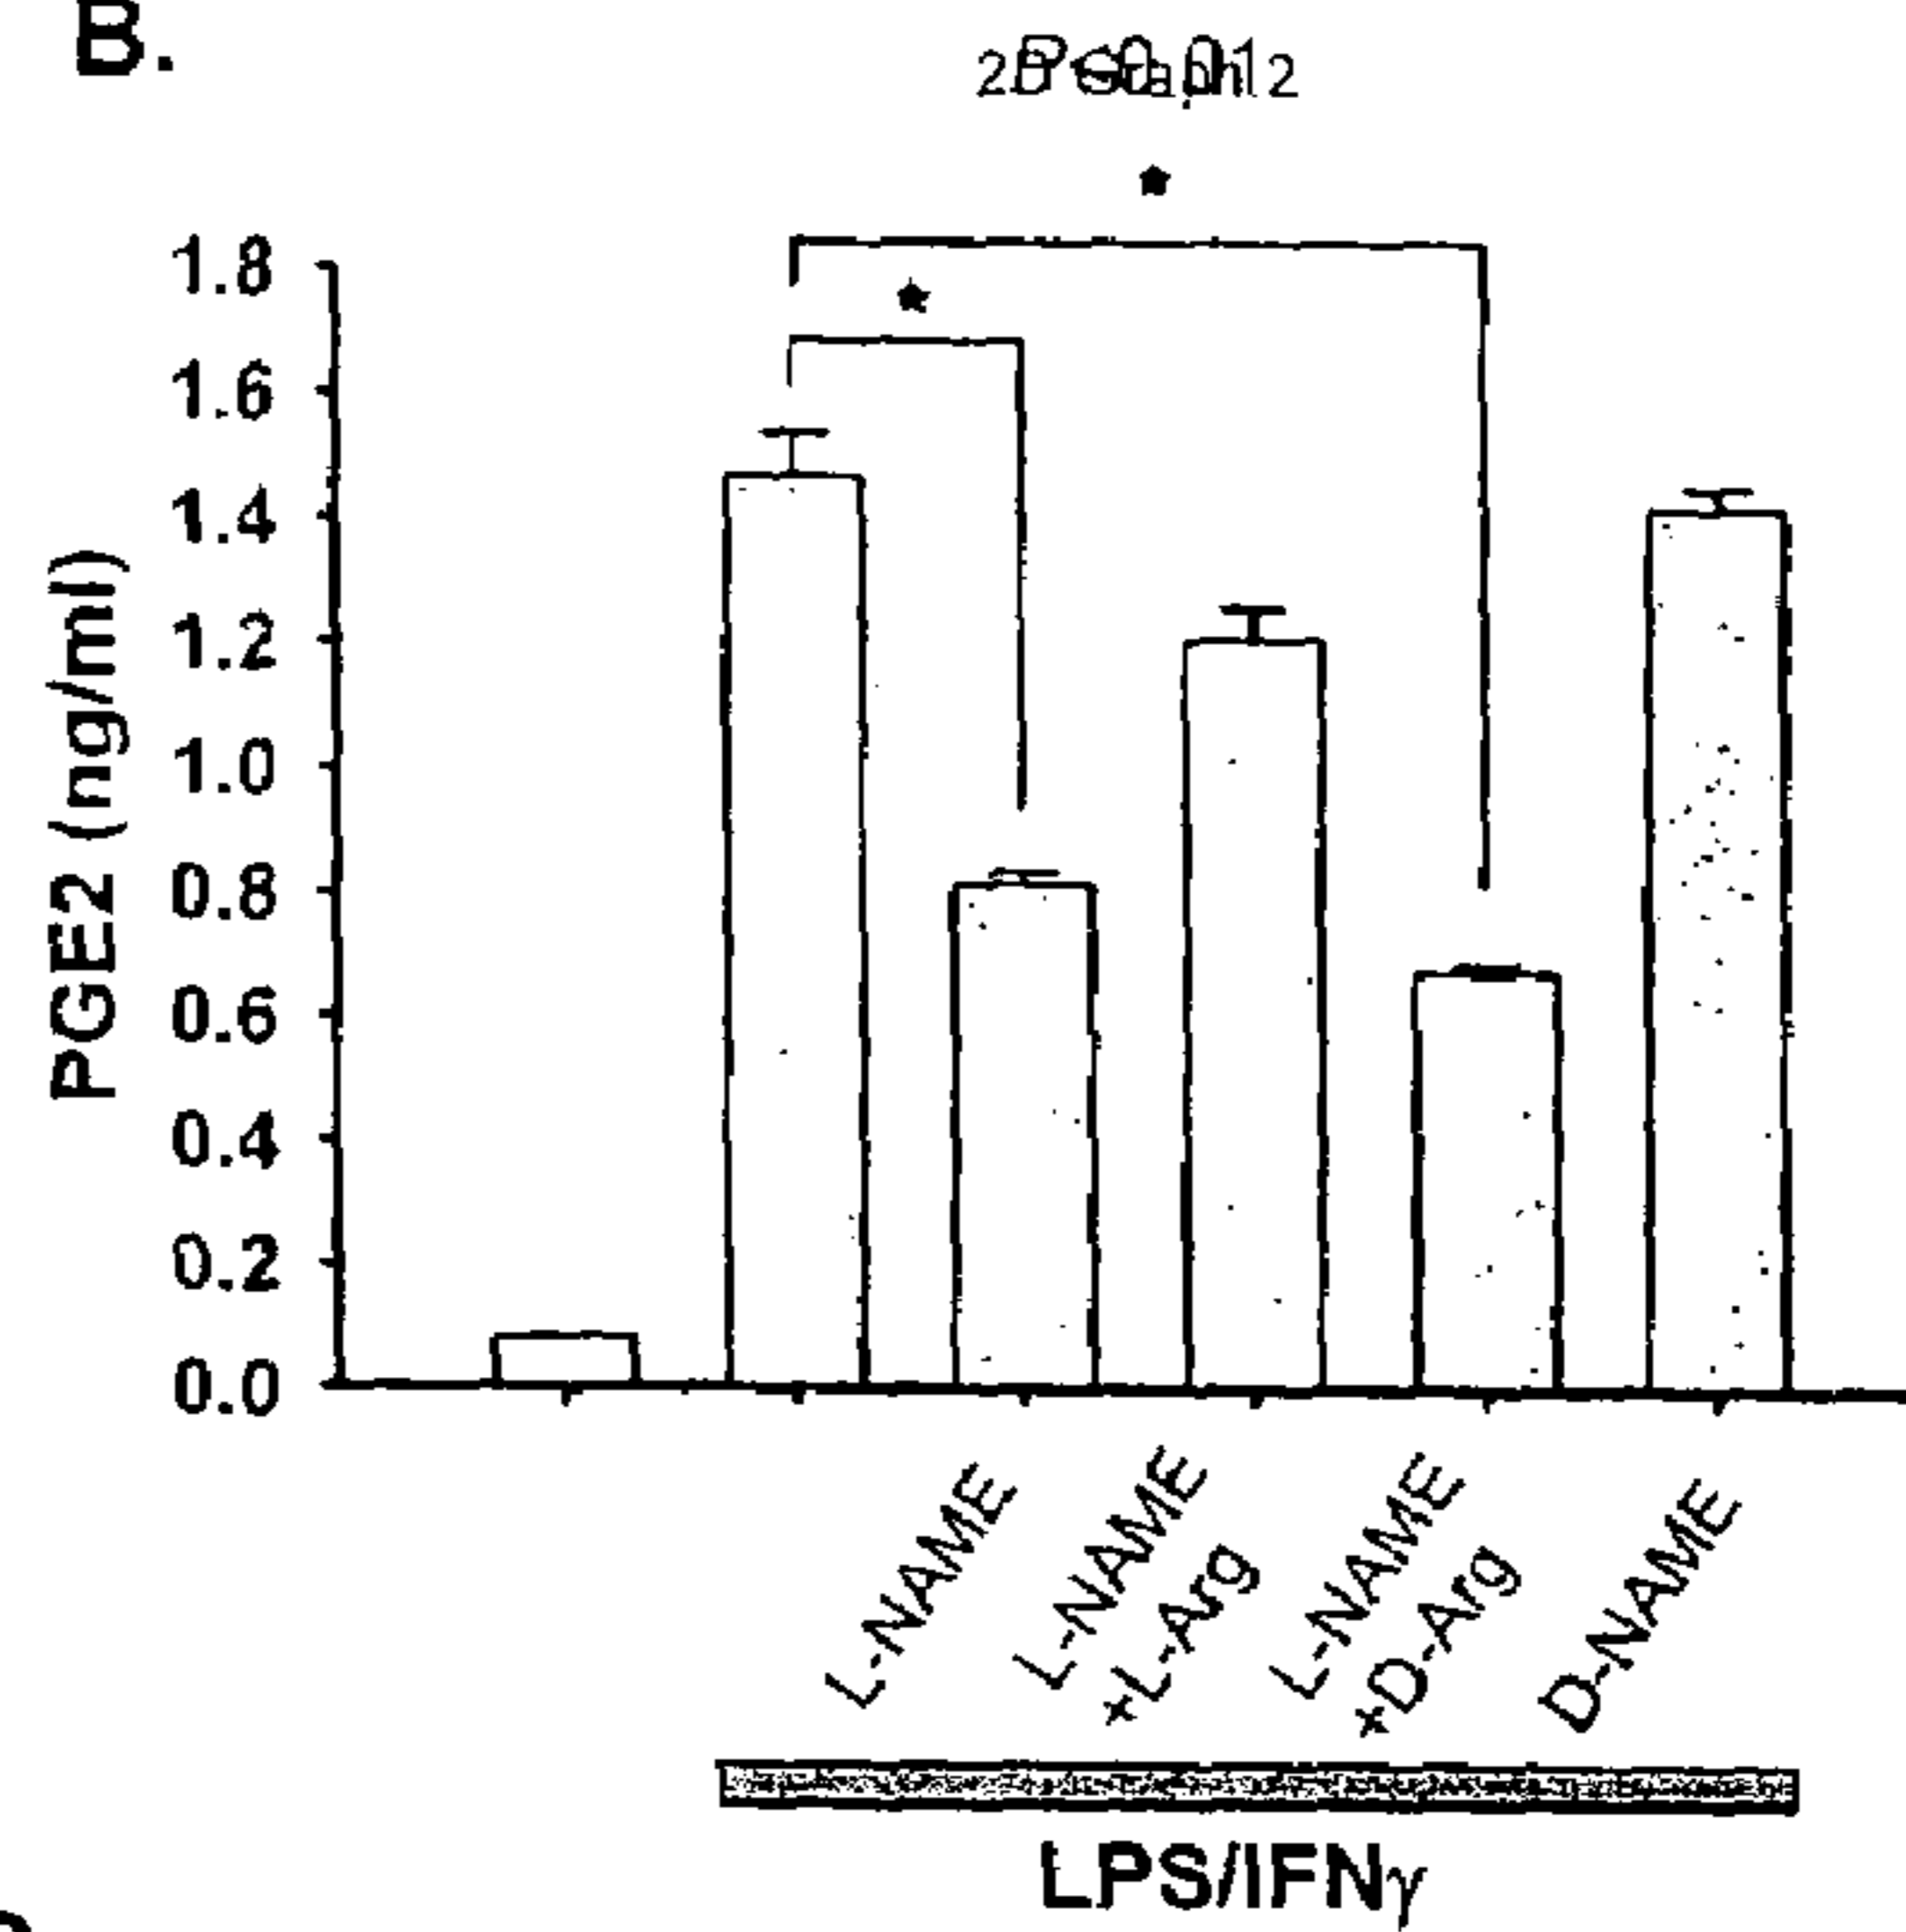 B.
1.8
1.6
1.4
1.2
1.0
0.8
0.6
0.4
0.2
0.0
PGE2 (ng/ml)
L-NAME
L-NAME
+L-Arg
L-NAME
+D-Arg
D-NAME
LPS/IFNγ